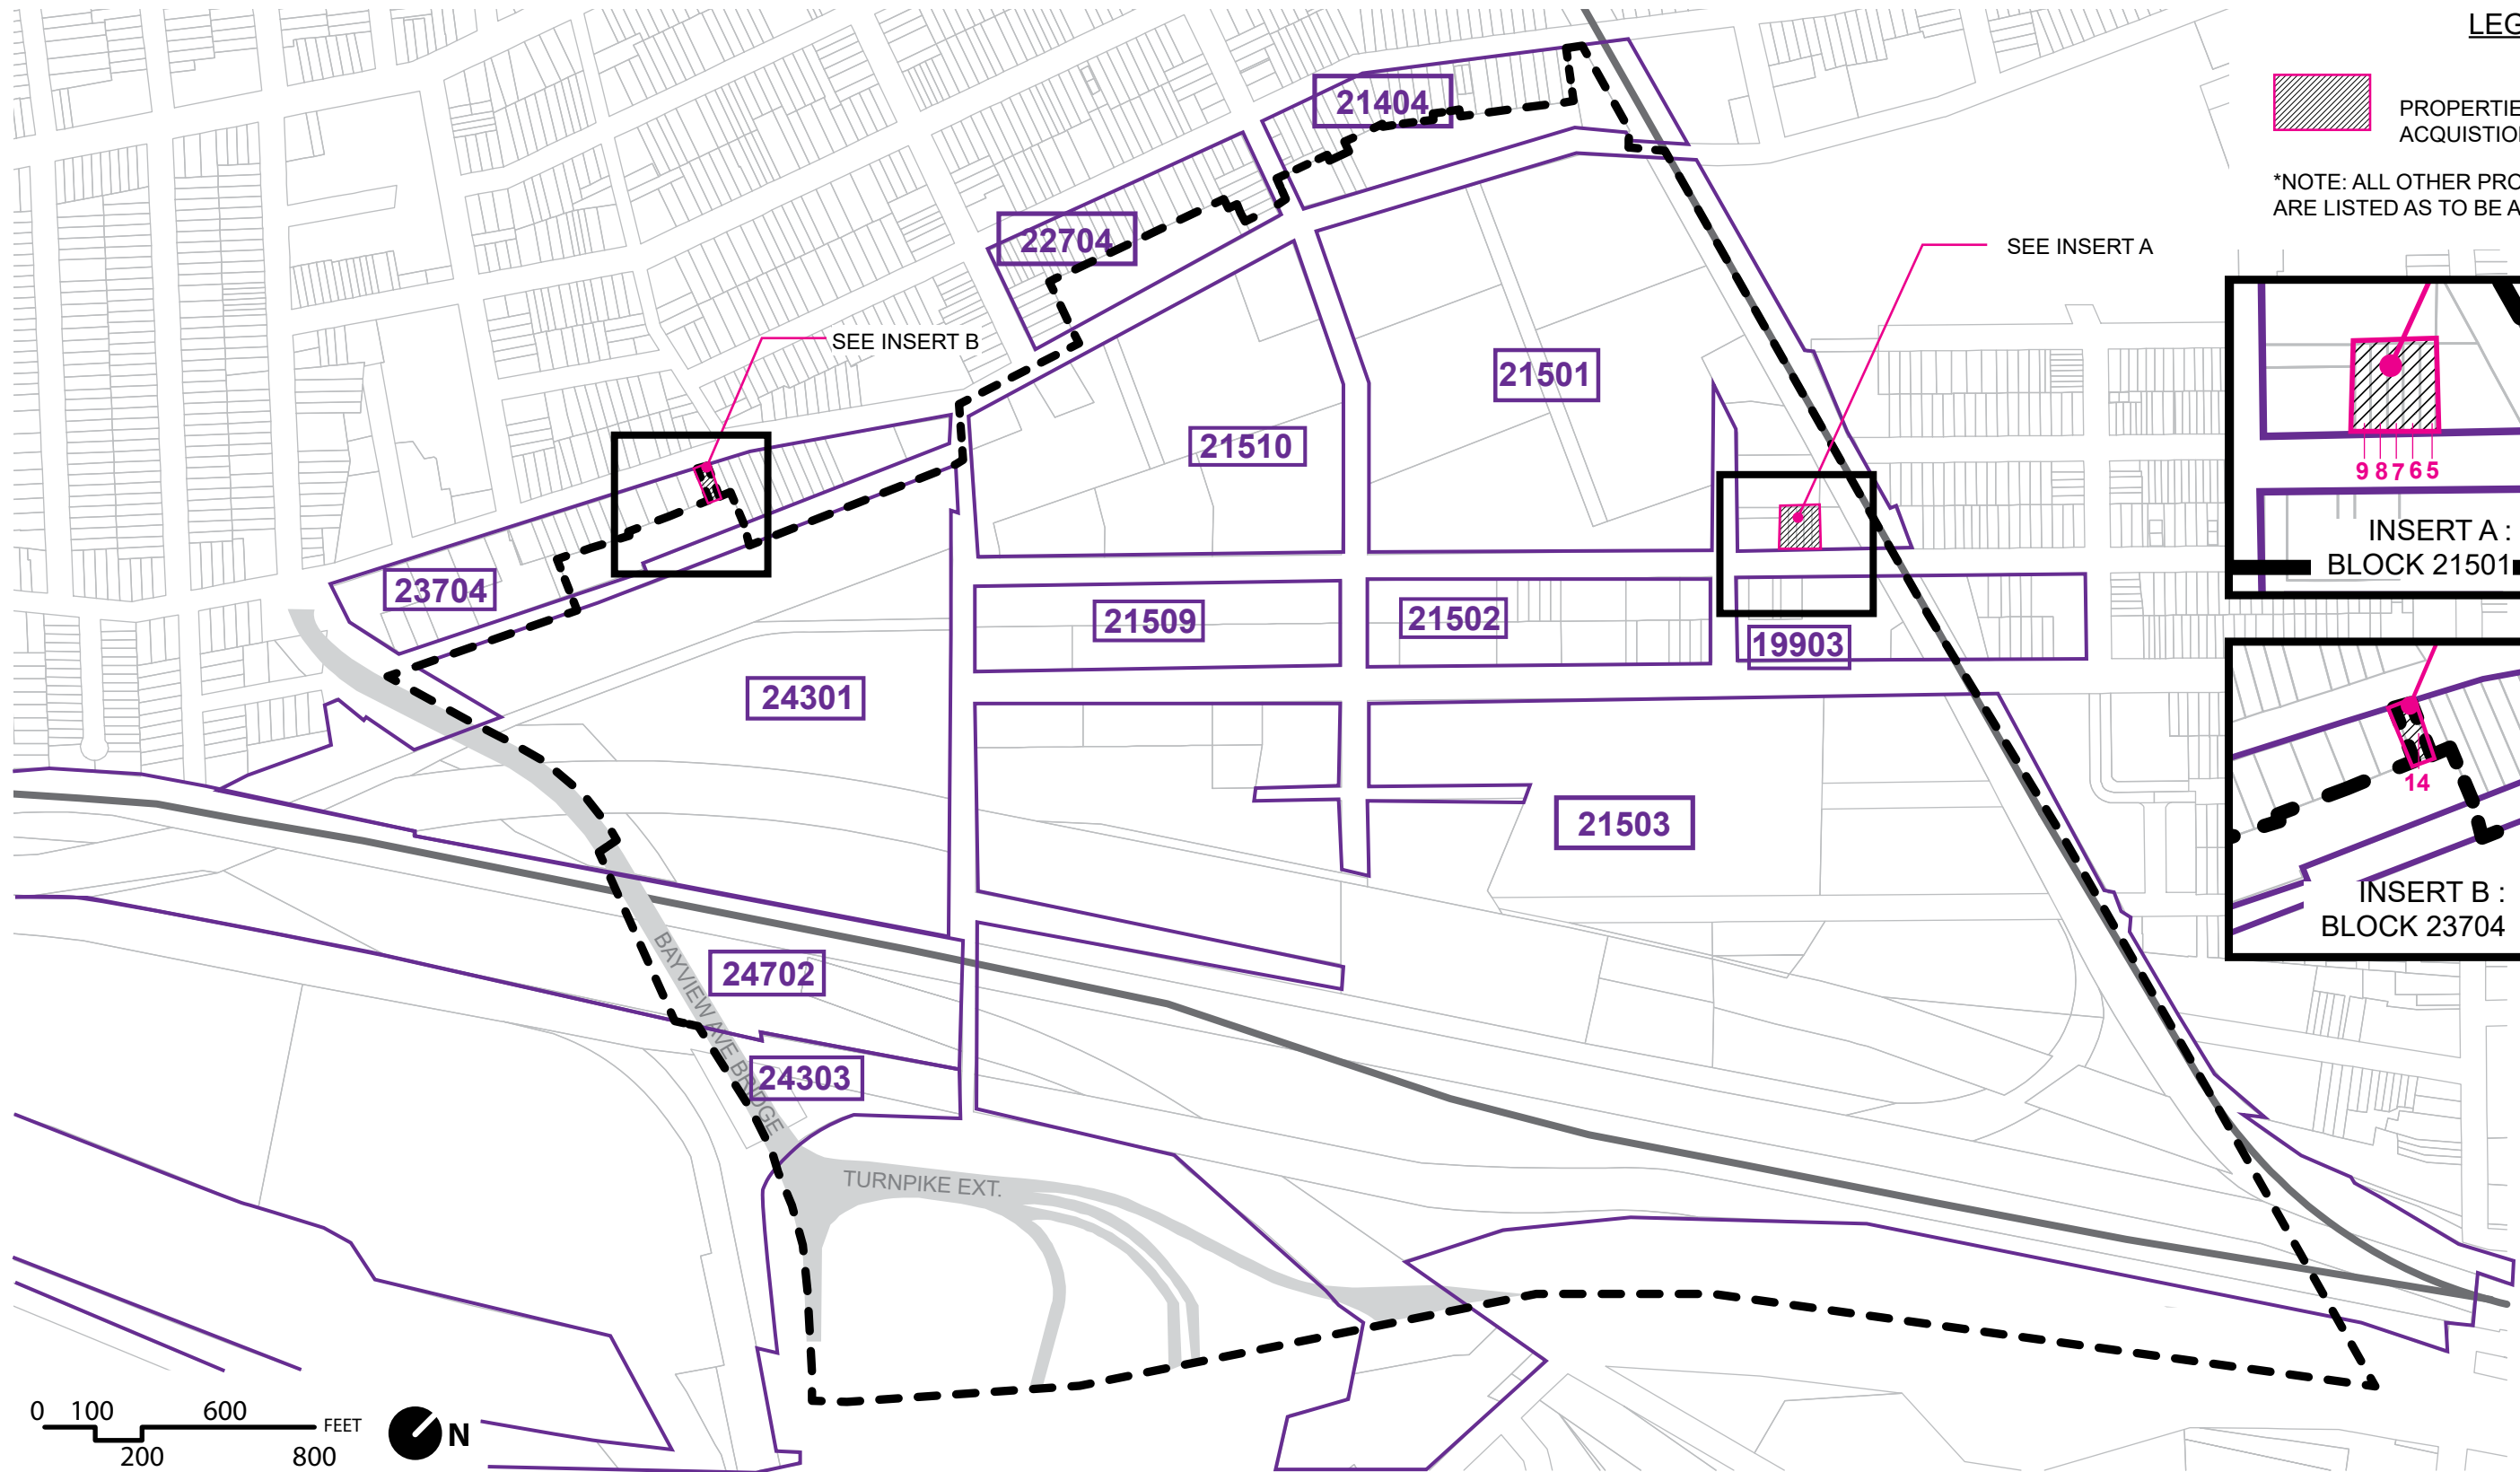 LEG
PROPERTIE
ACQUISTION
*NOTE: ALL OTHER PRO
ARE LISTED AS TO BE A
21404
22704
SEE INSERT A
SEE INSERT B
21501
21510
9 8 7 6 5
INSERT A :
BLOCK 21501
23704
21509
21502
19903
24301
14
21503
INSERT B :
BLOCK 23704
24702
BAYVIEW AVE BRIDGE
24303
TURNPIKE EXT.
0 100 600 FEET
200 800
N